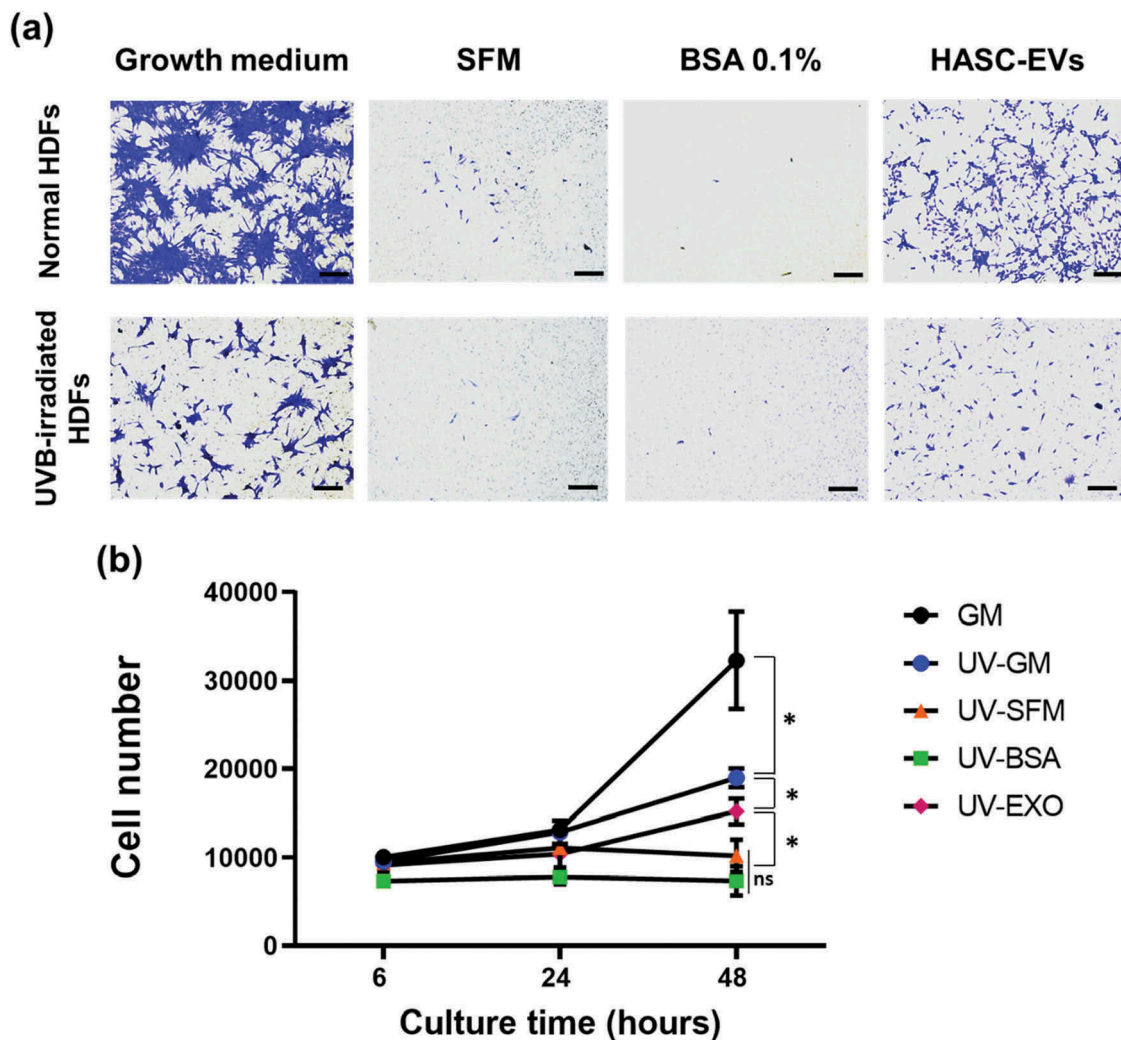 (a)
Growth medium
SFM
BSA 0.1%
HASC-EVs
Normal HDFs
UVB-irradiated
HDFs
(b)
Cell number
40000
30000
20000
10000
0
6
24
48
Culture time (hours)
*
*
*
ns
GM
UV-GM
UV-SFM
UV-BSA
UV-EXO